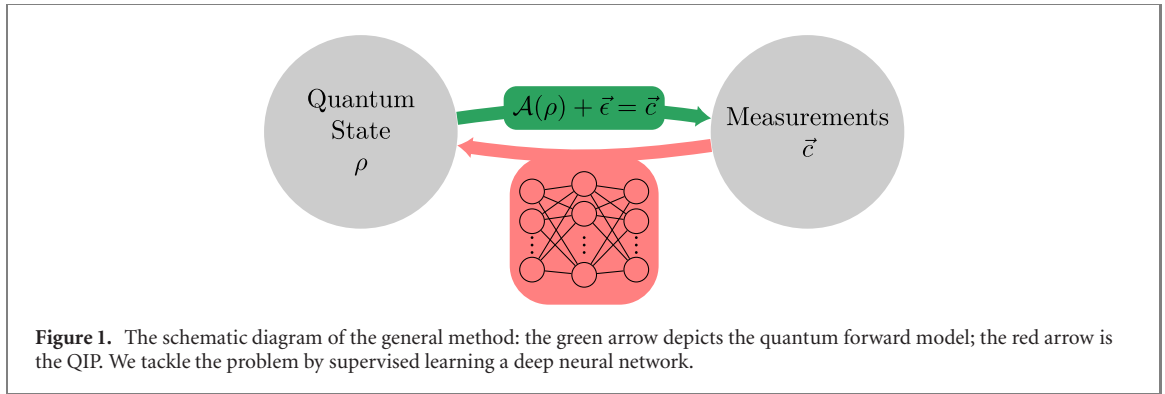 Quantum
State
ρ
𝒜(ρ) + ϵ⃗ = c⃗
Measurements
c⃗
Figure 1. The schematic diagram of the general method: the green arrow depicts the quantum forward model; the red arrow is
the QIP. We tackle the problem by supervised learning a deep neural network.